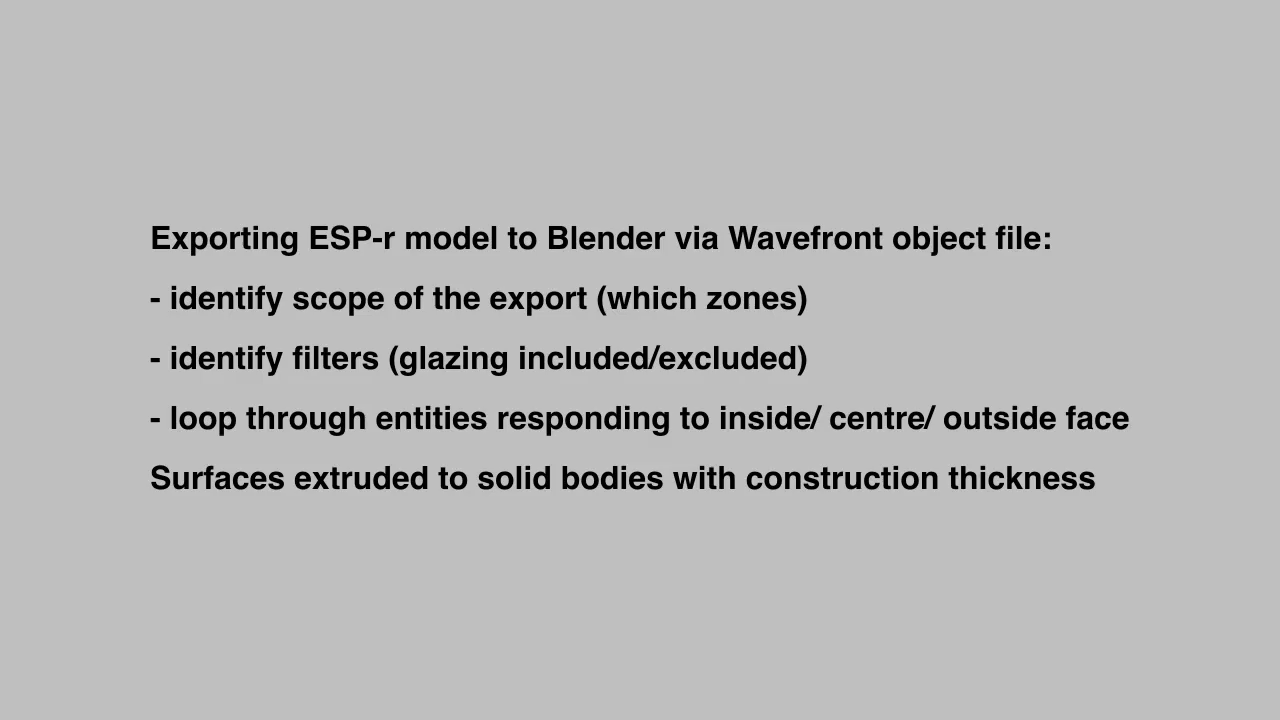 Exporting ESP-r model to Blender via Wavefront object file:
- identify scope of the export (which zones)
- identify filters (glazing included/excluded)
- loop through entities responding to inside/ centre/ outside face
Surfaces extruded to solid bodies with construction thickness